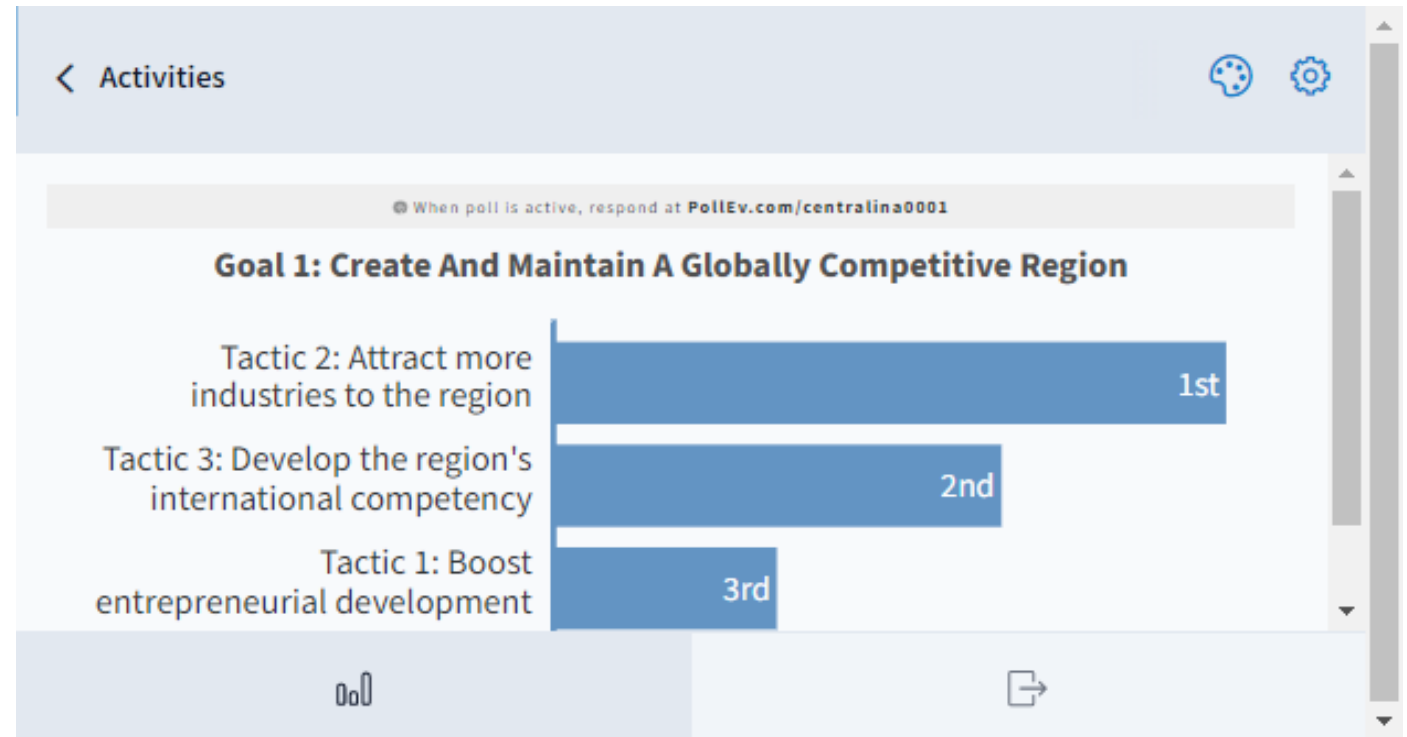 Activities
When poll is active, respond at PollEv.com/centralina0001
Goal 1: Create And Maintain A Globally Competitive Region
Tactic 2: Attract more
industries to the region
1st
Tactic 3: Develop the region's
international competency
2nd
Tactic 1: Boost
entrepreneurial development
3rd